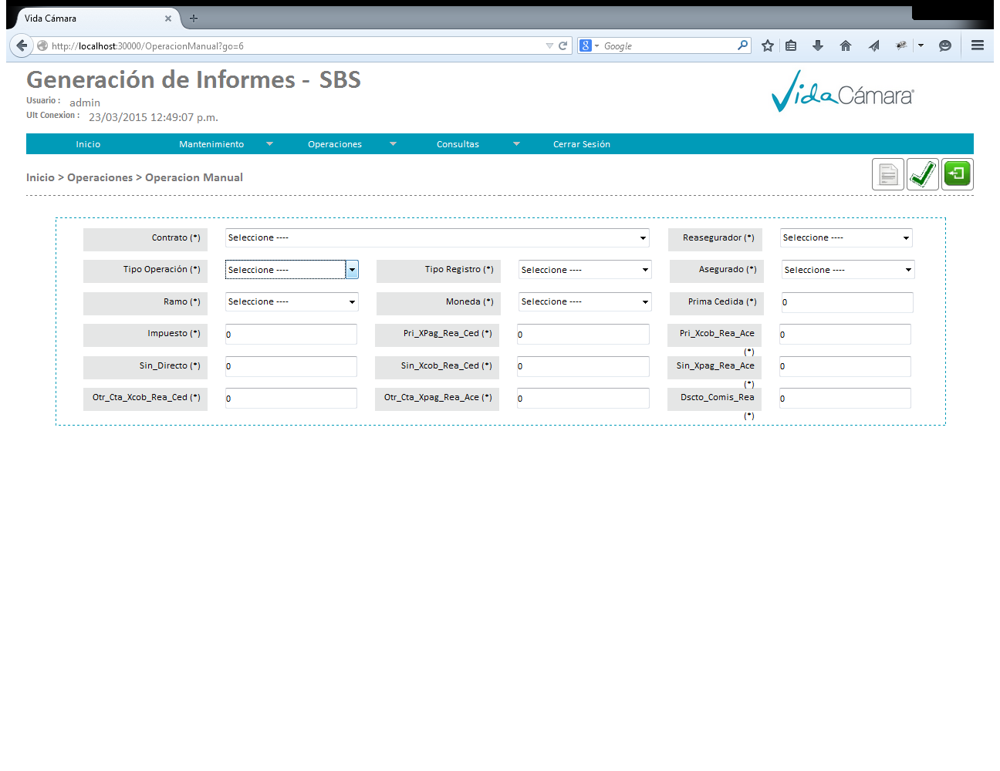 Vida Cámara
http://localhost:30000/OperacionManual?go=6
Google
Generación de Informes - SBS
Usuario : admin
Ult Conexion : 23/03/2015 12:49:07 p.m.
Vida Cámara
Inicio Mantenimiento Operaciones Consultas Cerrar Sesión
Inicio > Operaciones > Operacion Manual
Contrato (*) Seleccione ---- Reasegurador (*) Seleccione ----
Tipo Operación (*) Seleccione ---- Tipo Registro (*) Seleccione ---- Asegurado (*) Seleccione ----
Ramo (*) Seleccione ---- Moneda (*) Seleccione ---- Prima Cedida (*) 0
Impuesto (*) 0 Pri_XPag_Rea_Ced (*) 0 Pri_Xcob_Rea_Ace (*) 0
Sin_Directo (*) 0 Sin_Xcob_Rea_Ced (*) 0 Sin_Xpag_Rea_Ace (*) 0
Otr_Cta_Xcob_Rea_Ced (*) 0 Otr_Cta_Xpag_Rea_Ace (*) 0 Dscto_Comis_Rea (*) 0